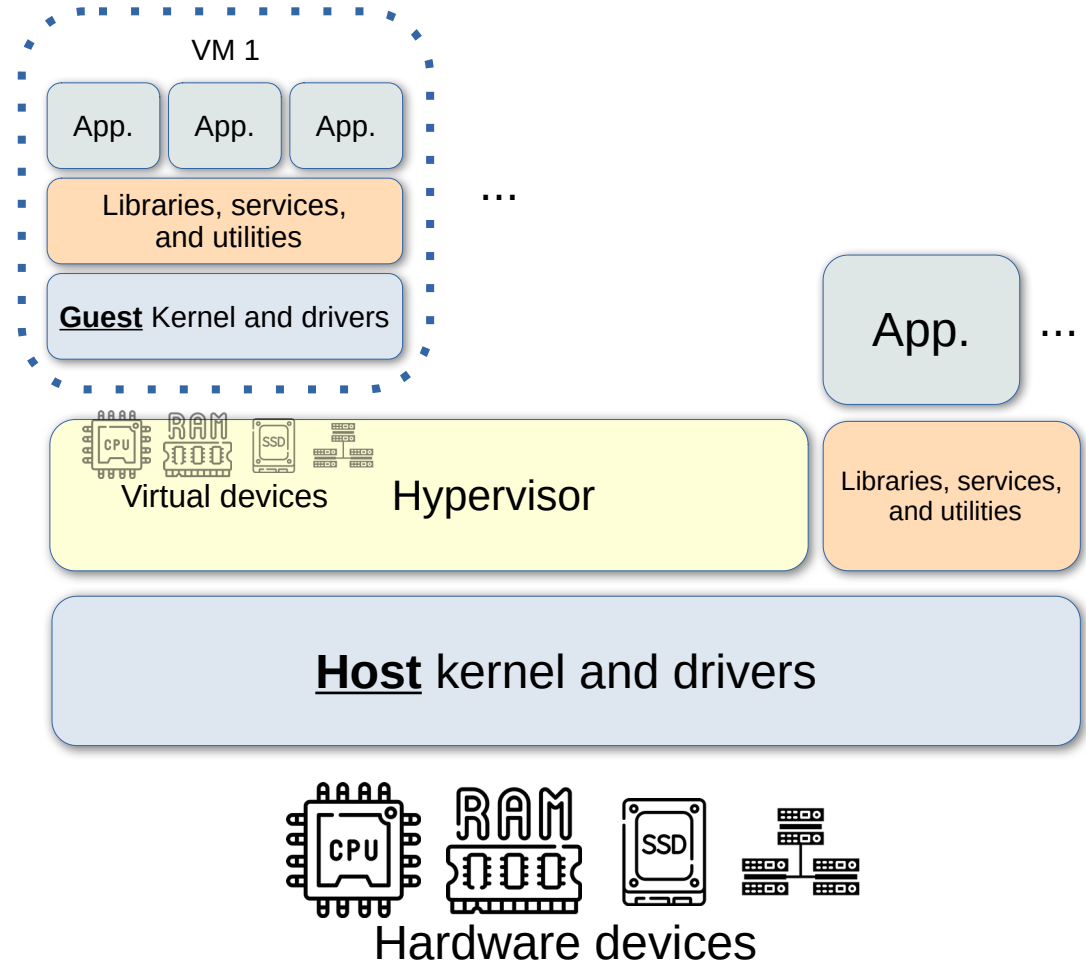 VM 1
App.
App.
App.
Libraries, services,
and utilities
Guest Kernel and drivers
...
App.
...
CPU
RAM
SSD
Virtual devices
Hypervisor
Libraries, services,
and utilities
Host kernel and drivers
CPU
RAM
SSD
Hardware devices